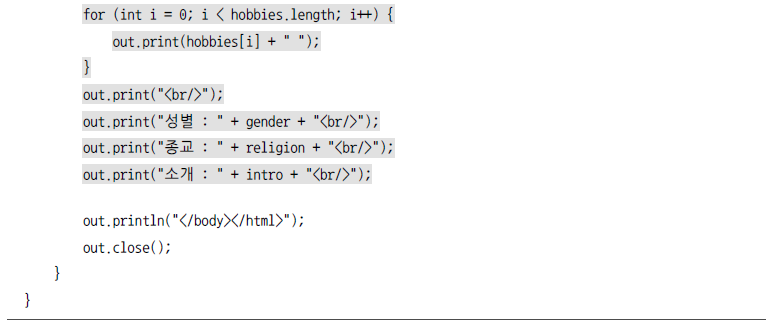 for (int i = 0; i < hobbies.length; i++) {
out.print(hobbies[i] + " ");
}
out.print("<br/>");
out.print("성별 : " + gender + "<br/>");
out.print("종교 : " + religion + "<br/>");
out.print("소개 : " + intro + "<br/>");
out.println("</body></html>");
out.close();
}
}